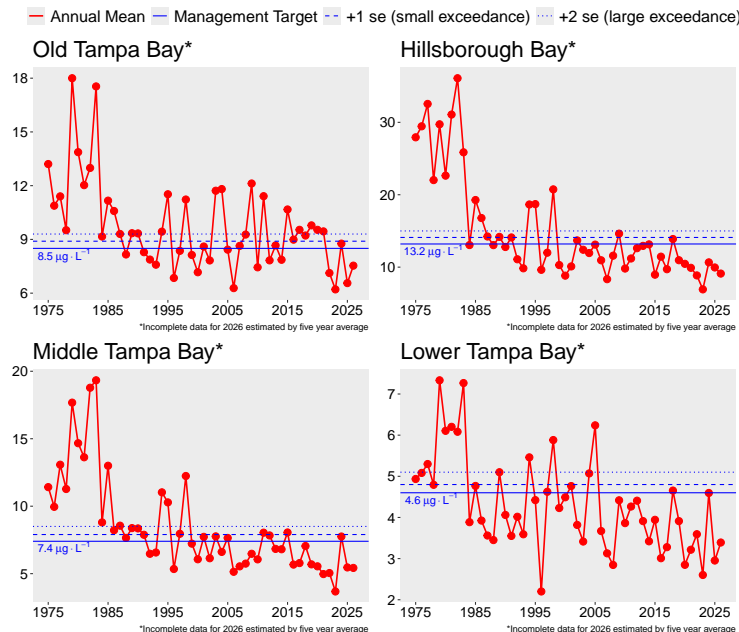 Annual Mean Management Target +1 se (small exceedance) +2 se (large exceedance)
Old Tampa Bay* Hillsborough Bay*
18
15
12
9
6
8.5 μg · L⁻¹
1975 1985 1995 2005 2015 2025
*Incomplete data for 2026 estimated by five year average
30
20
10
13.2 μg · L⁻¹
1975 1985 1995 2005 2015 2025
*Incomplete data for 2026 estimated by five year average
Middle Tampa Bay* Lower Tampa Bay*
20
15
10
5
7.4 μg · L⁻¹
1975 1985 1995 2005 2015 2025
*Incomplete data for 2026 estimated by five year average
7
6
5
4
3
2
4.6 μg · L⁻¹
1975 1985 1995 2005 2015 2025
*Incomplete data for 2026 estimated by five year average